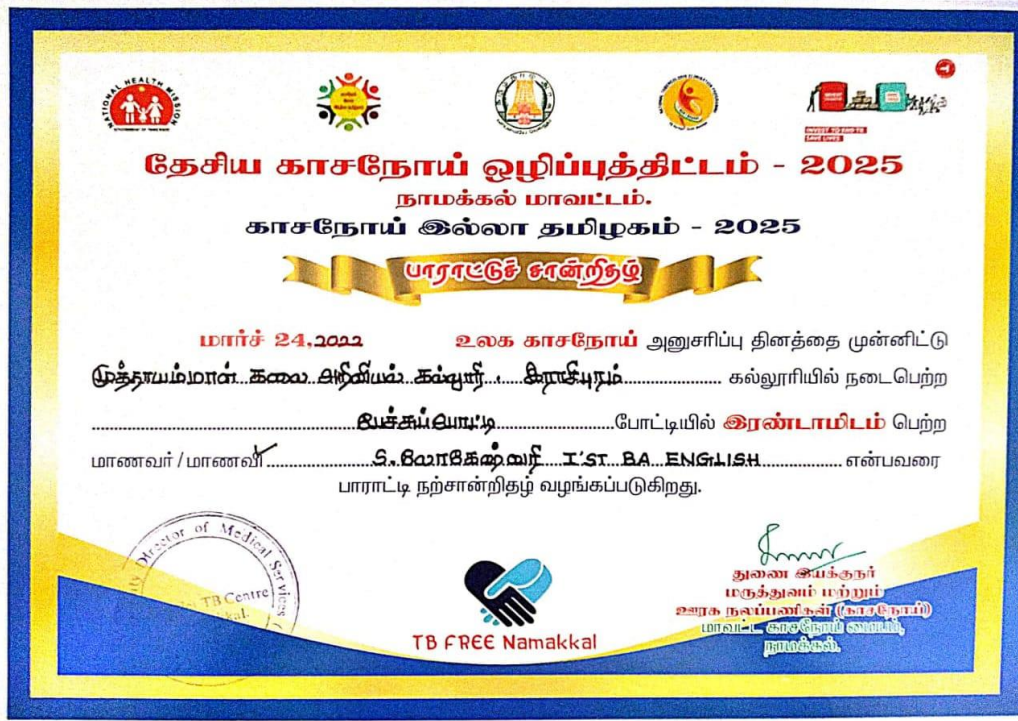 NATIONAL HEALTH MISSION
GOVERNMENT OF TAMIL NADU
INVEST TO END TB
SAVE LIVES
தேசிய காசநோய் ஒழிப்புத்திட்டம் - 2025
நாமக்கல் மாவட்டம்.
காசநோய் இல்லா தமிழகம் - 2025
பாராட்டுச் சான்றிதழ்
மார்ச் 24, 2022 உலக காசநோய் அனுசரிப்பு தினத்தை முன்னிட்டு
முத்தாயம்மாள் கலை அறிவியல் கல்லூரி . இராசிபுரம் கல்லூரியில் நடைபெற்ற
பேச்சுப்போட்டி போட்டியில் இரண்டாமிடம் பெற்ற
மாணவர் / மாணவி S. லோகேஷ்வரி I'ST BA ENGLISH என்பவரை
பாராட்டி நற்சான்றிதழ் வழங்கப்படுகிறது.
Director of Medical Services
TB Centre
TB FREE Namakkal
துணை இயக்குநர்
மருத்துவம் மற்றும்
ஊரக நலப்பணிகள் (காசநோய்)
மாவட்ட காசநோய் மையம்,
நாமக்கல்.